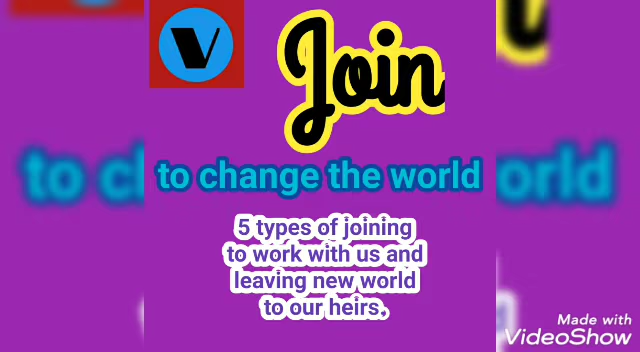 V
Join
to change the world
5 types of joining
to work with us and
leaving new world
to our heirs.
Made with
VideoShow